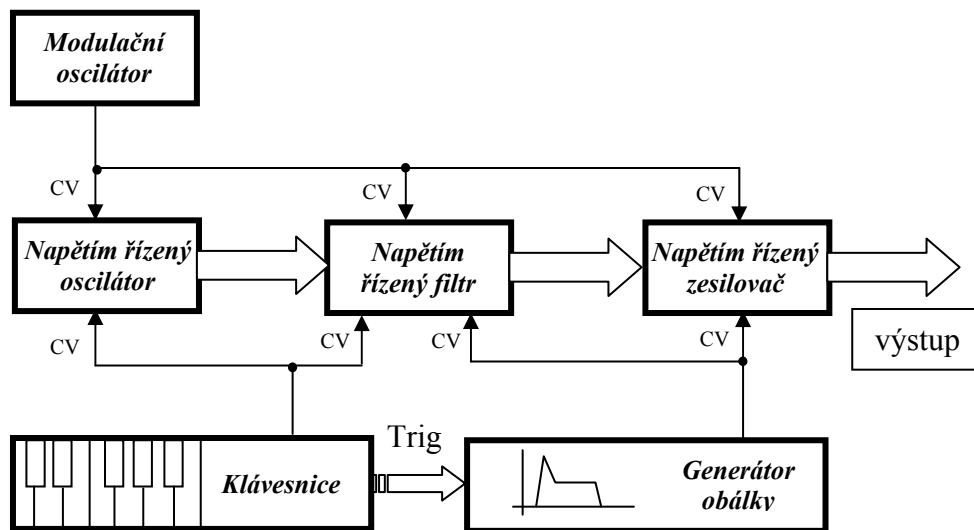 Modulační
oscilátor
CV
CV
CV
Napětím řízený
oscilátor
Napětím
řízený filtr
Napětím řízený
zesilovač
CV
CV
CV
CV
výstup
Trig
Klávesnice
Generátor
obálky